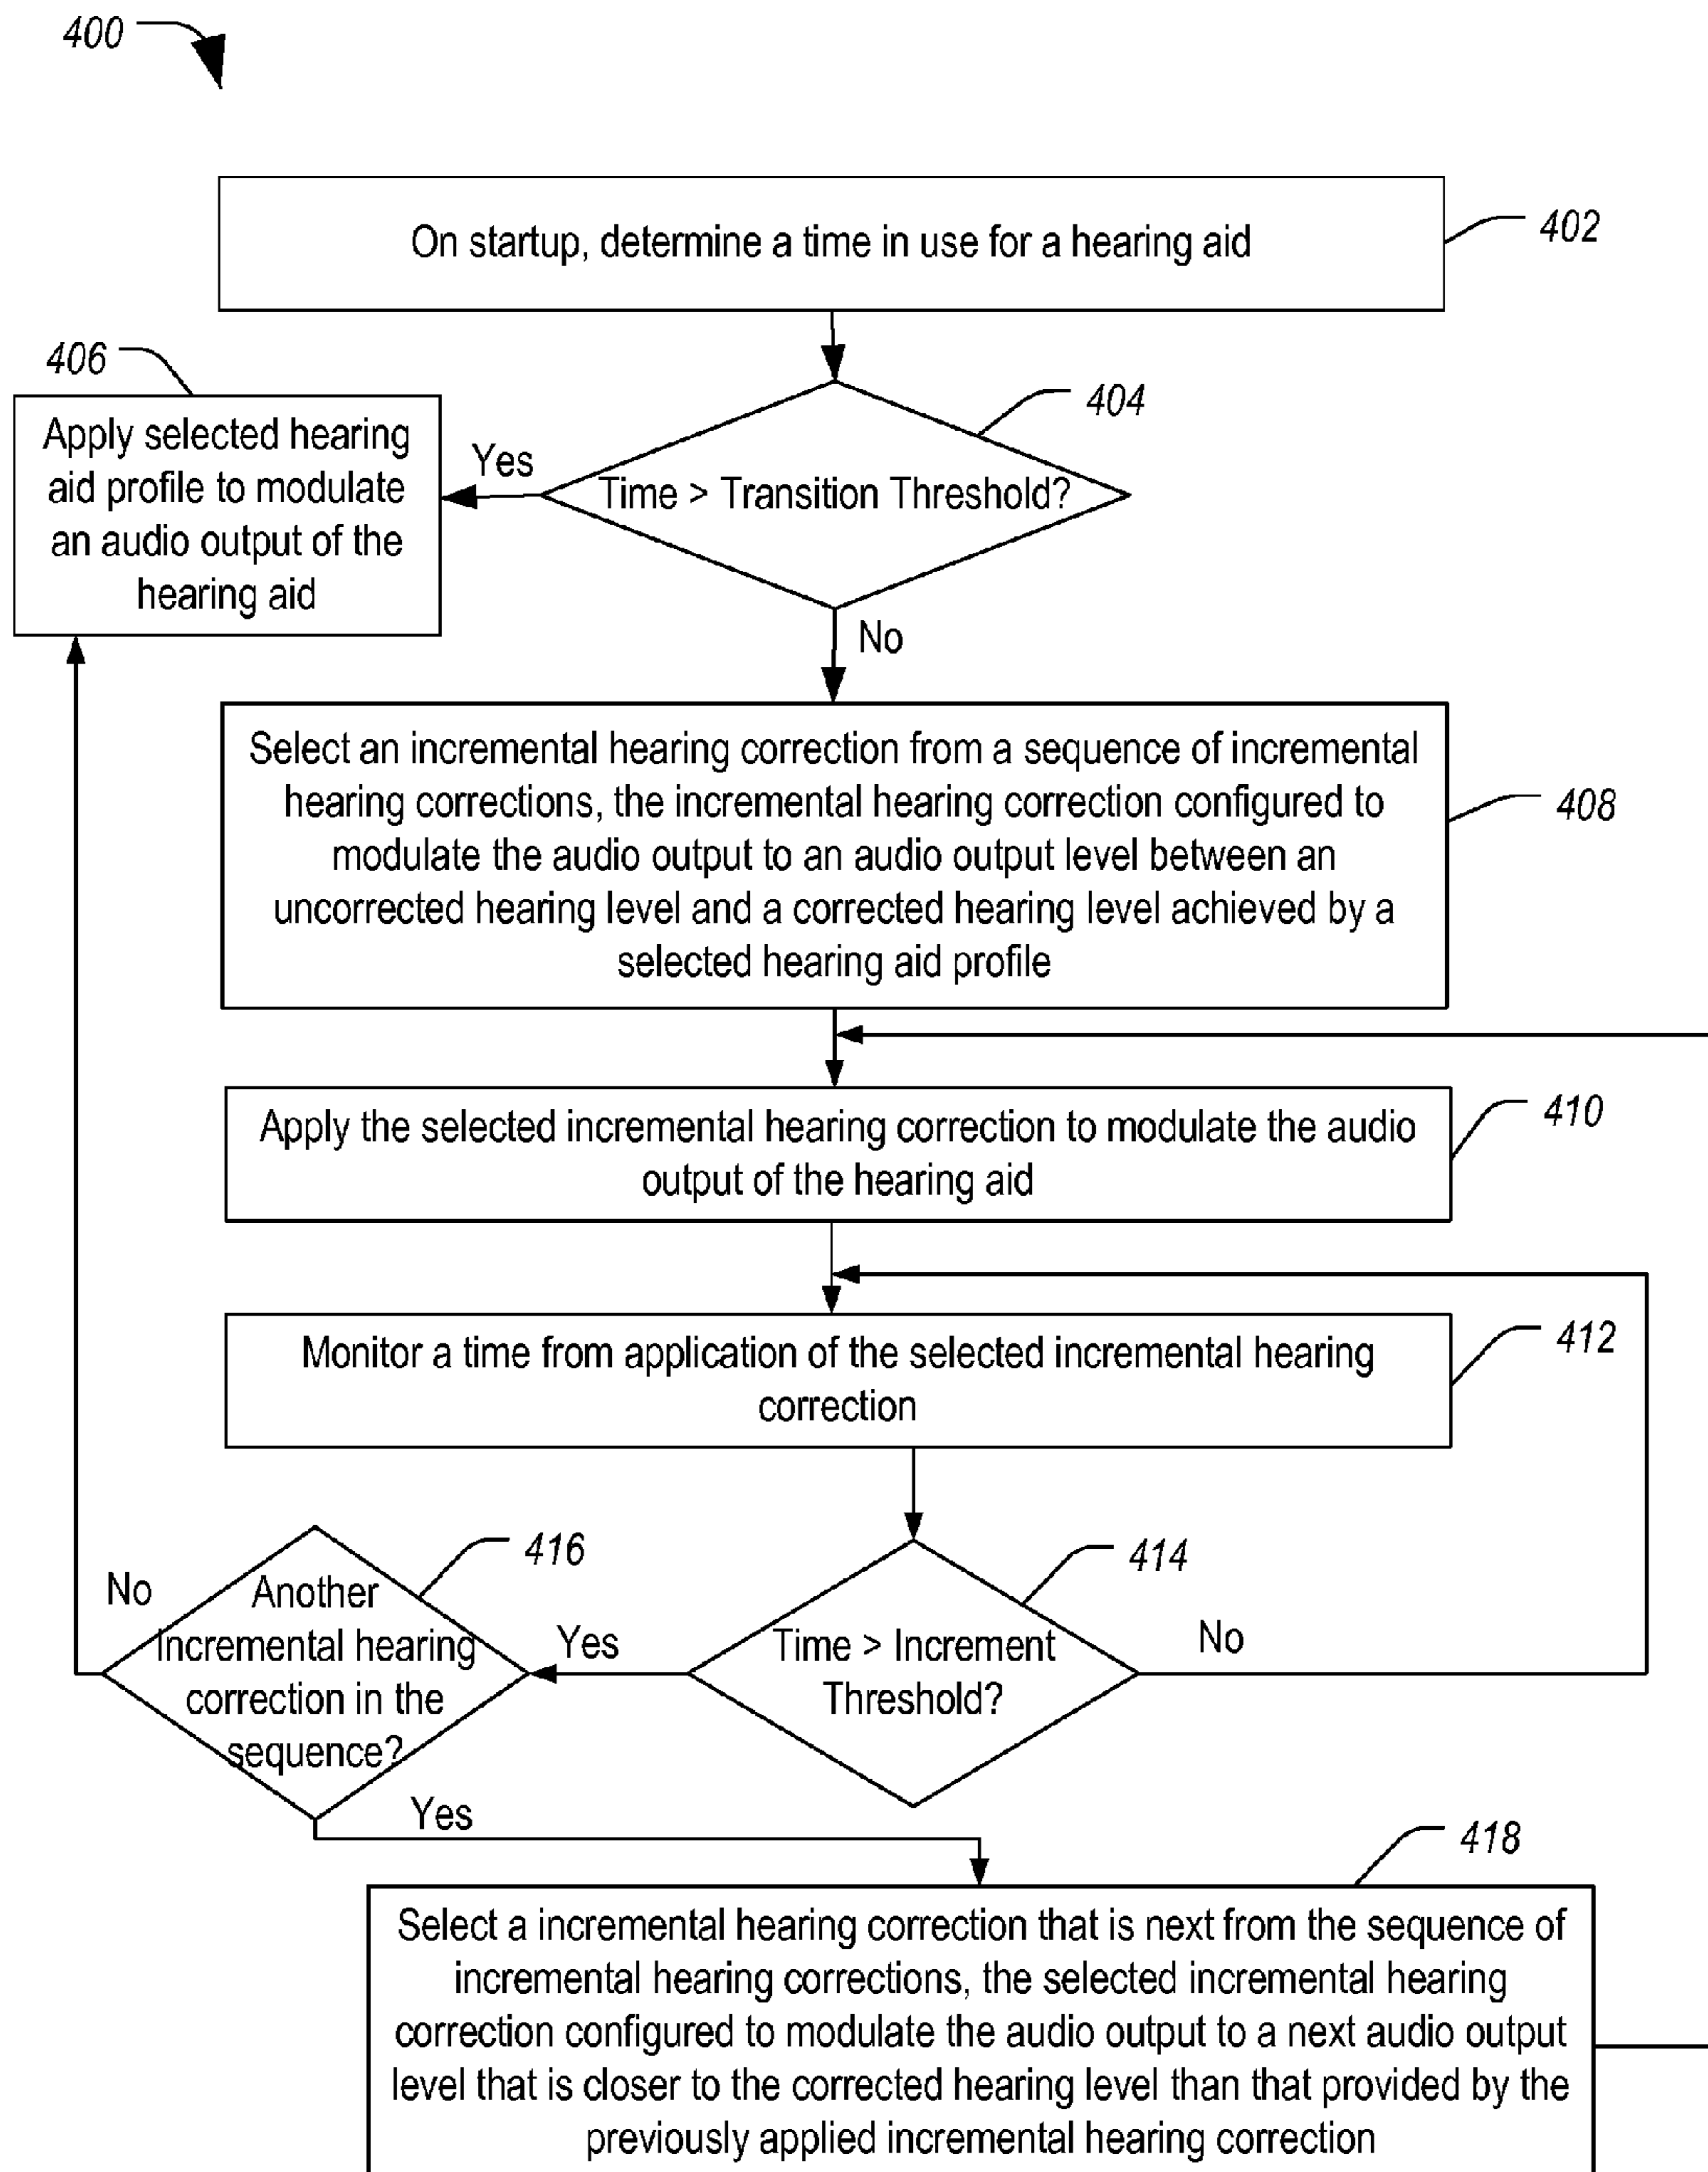 400
On startup, determine a time in use for a hearing aid
402
406
Apply selected hearing
aid profile to modulate
an audio output of the
hearing aid
Yes
Time > Transition Threshold?
404
No
Select an incremental hearing correction from a sequence of incremental
hearing corrections, the incremental hearing correction configured to
modulate the audio output to an audio output level between an
uncorrected hearing level and a corrected hearing level achieved by a
selected hearing aid profile
408
Apply the selected incremental hearing correction to modulate the audio
output of the hearing aid
410
Monitor a time from application of the selected incremental hearing
correction
412
No
Another
Incremental hearing
correction in the
sequence?
416
Yes
Time > Increment
Threshold?
414
No
Yes
418
Select a incremental hearing correction that is next from the sequence of
incremental hearing corrections, the selected incremental hearing
correction configured to modulate the audio output to a next audio output
level that is closer to the corrected hearing level than that provided by the
previously applied incremental hearing correction